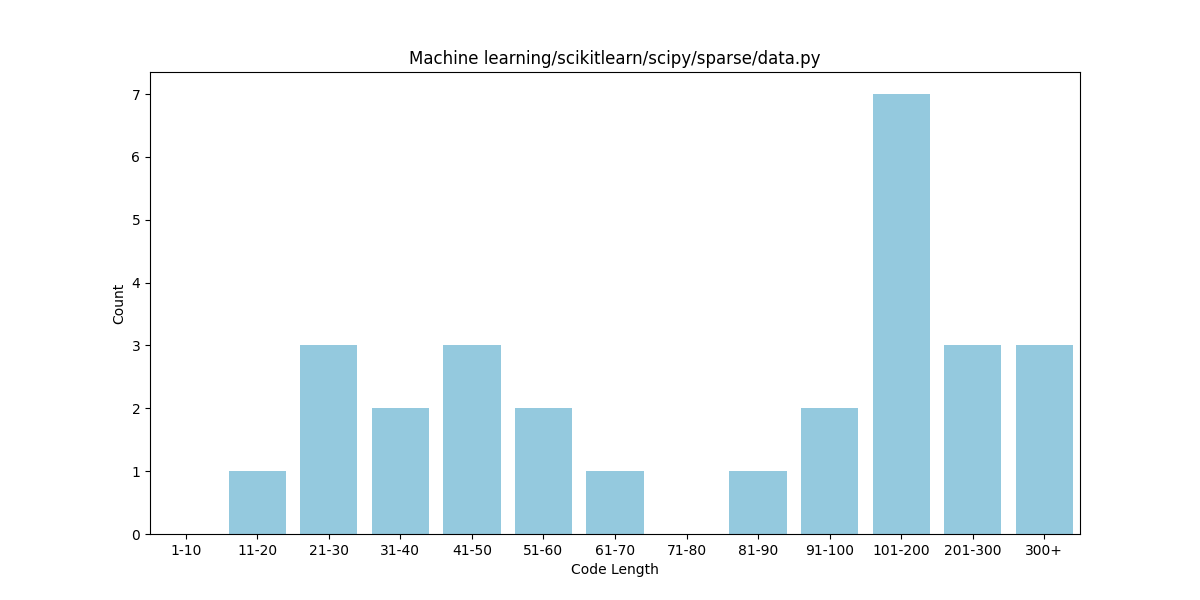 Machine learning/scikitlearn/scipy/sparse/data.py
7
6
5
4
3
2
1
0
Count
1-10 11-20 21-30 31-40 41-50 51-60 61-70 71-80 81-90 91-100 101-200 201-300 300+
Code Length